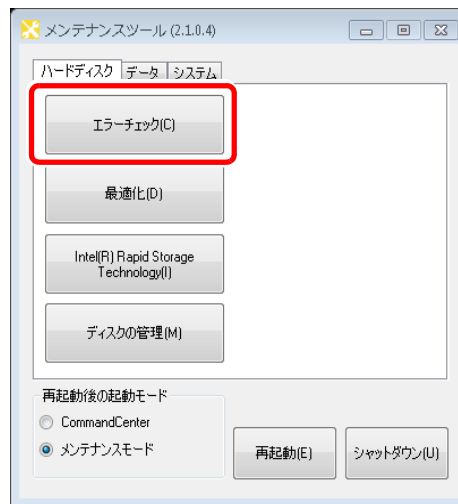 メンテナンスツール (2.1.0.4)
ハードディスク データ システム
エラーチェック(C)
最適化(D)
Intel(R) Rapid Storage
Technology(I)
ディスクの管理(M)
再起動後の起動モード
CommandCenter
メンテナンスモード
再起動(E) シャットダウン(U)